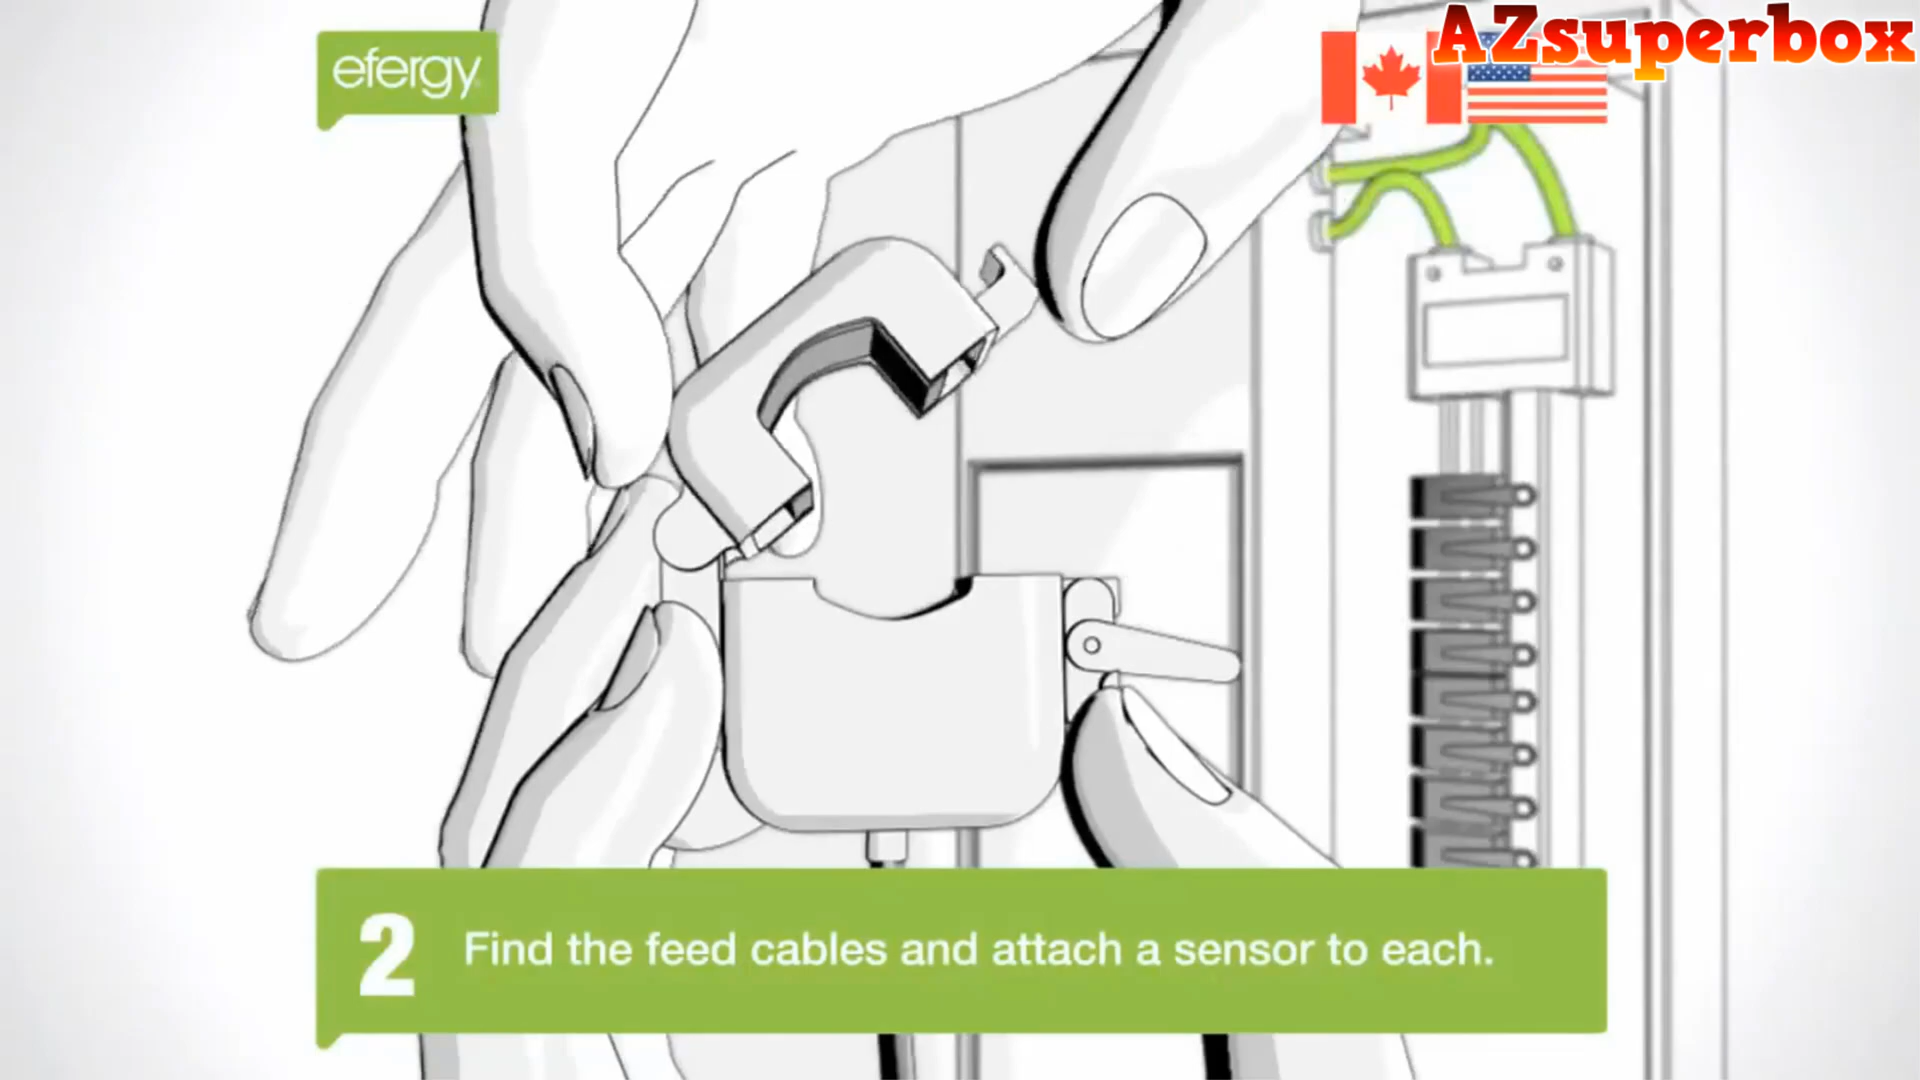 efergy
AZsuperbox
2 Find the feed cables and attach a sensor to each.